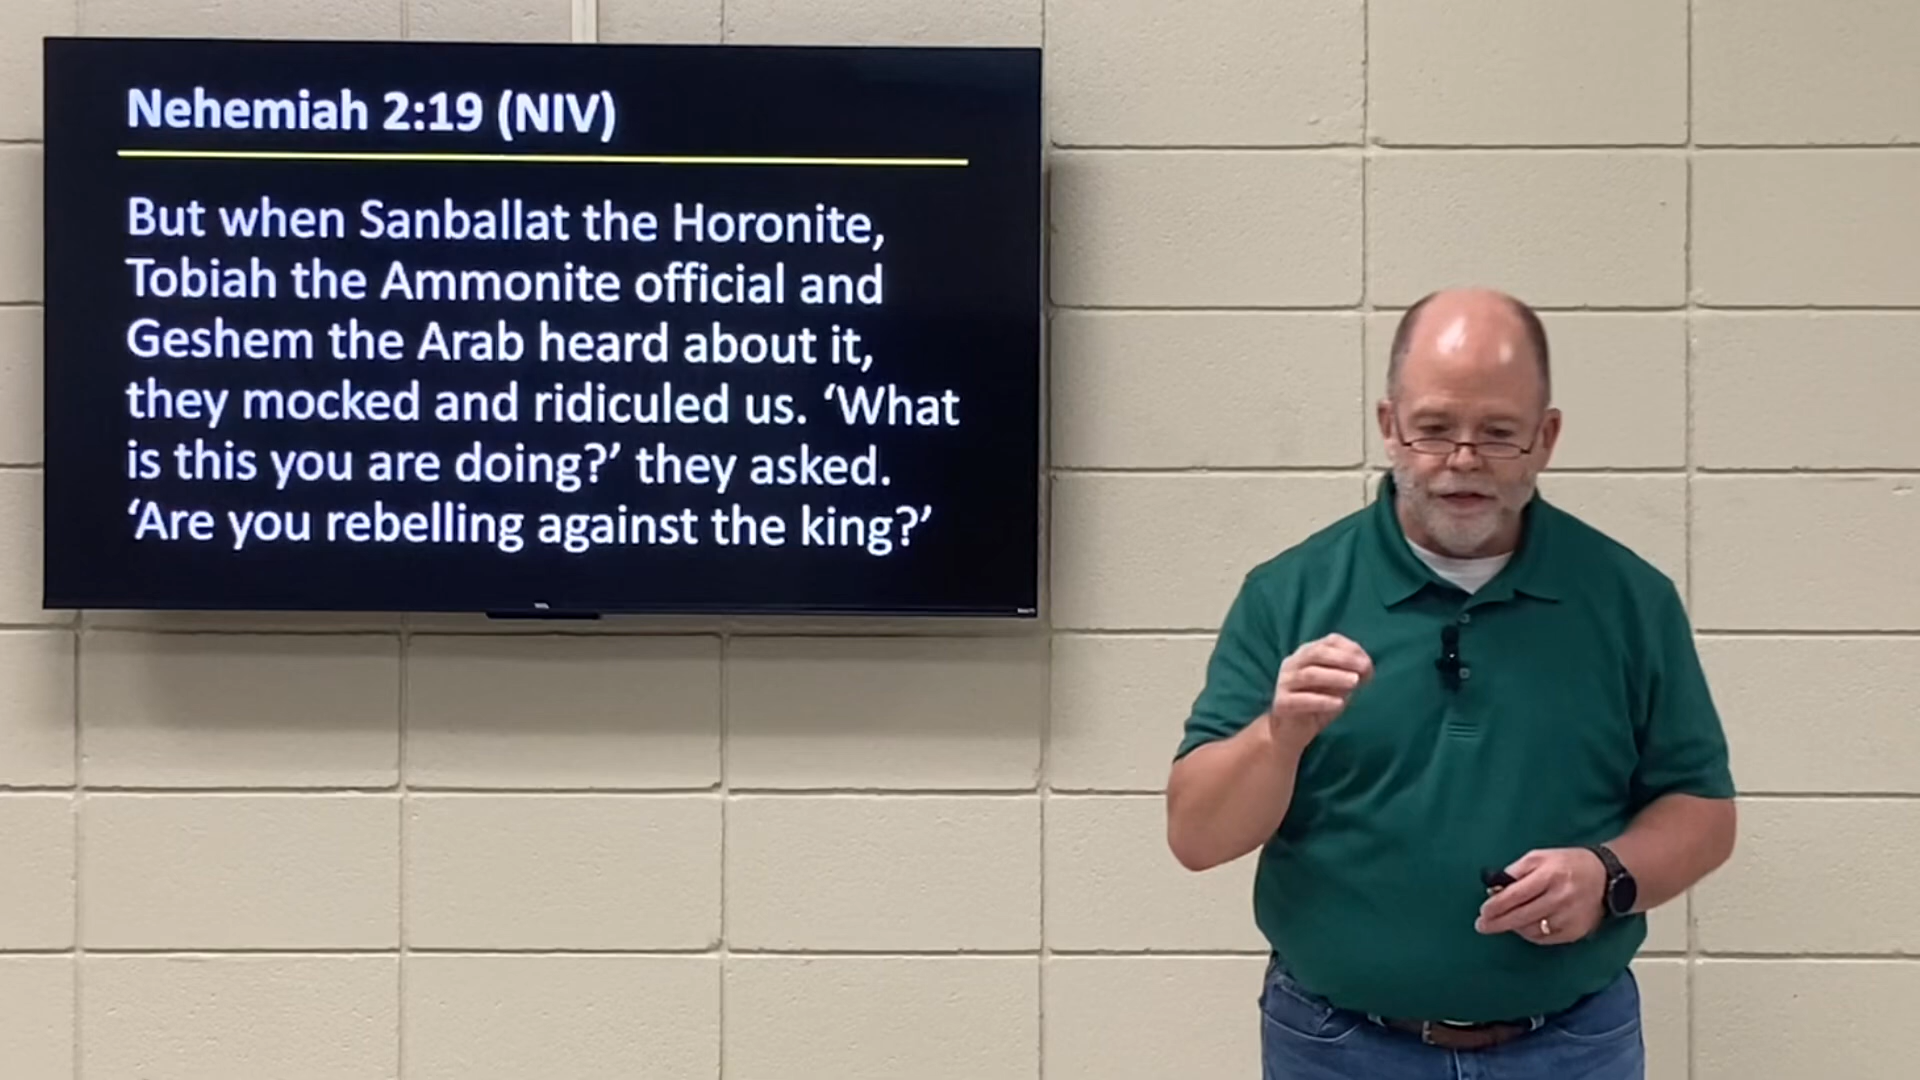 Nehemiah 2:19 (NIV)
But when Sanballat the Horonite,
Tobiah the Ammonite official and
Geshem the Arab heard about it,
they mocked and ridiculed us. ‘What
is this you are doing?’ they asked.
‘Are you rebelling against the king?’